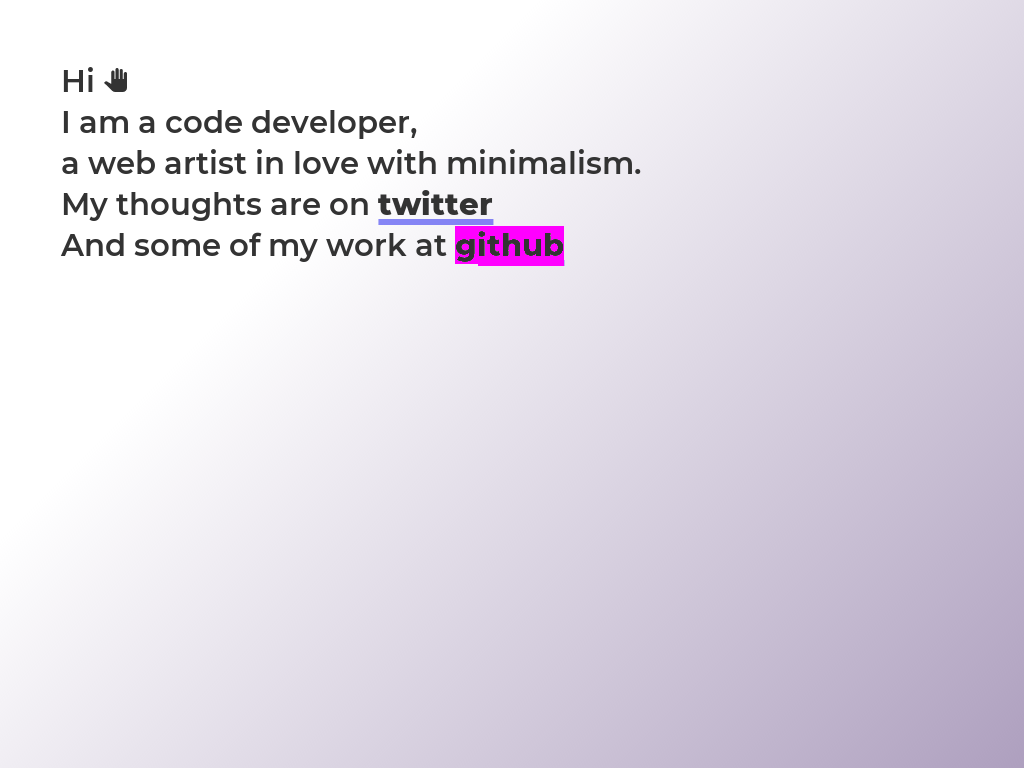 Hi 
I am a code developer,
a web artist in love with minimalism.
My thoughts are on twitter
And some of my work at github